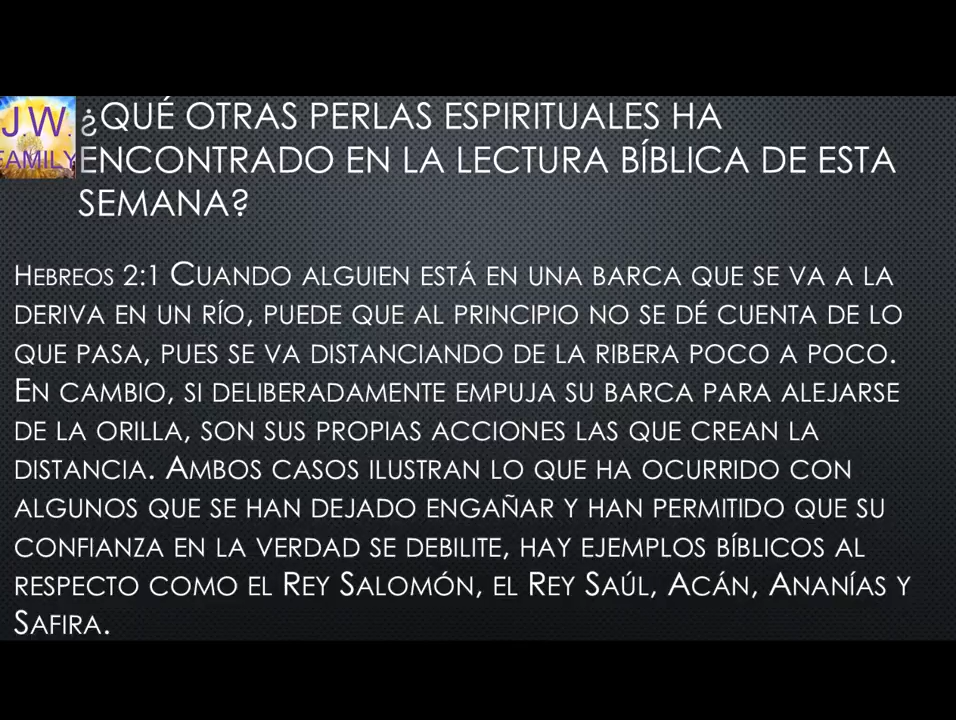 J.W.
FAMILY
¿QUÉ OTRAS PERLAS ESPIRITUALES HA
ENCONTRADO EN LA LECTURA BÍBLICA DE ESTA
SEMANA?
HEBREOS 2:1 CUANDO ALGUIEN ESTÁ EN UNA BARCA QUE SE VA A LA
DERIVA EN UN RÍO, PUEDE QUE AL PRINCIPIO NO SE DÉ CUENTA DE LO
QUE PASA, PUES SE VA DISTANCIANDO DE LA RIBERA POCO A POCO.
EN CAMBIO, SI DELIBERADAMENTE EMPUJA SU BARCA PARA ALEJARSE
DE LA ORILLA, SON SUS PROPIAS ACCIONES LAS QUE CREAN LA
DISTANCIA. AMBOS CASOS ILUSTRAN LO QUE HA OCURRIDO CON
ALGUNOS QUE SE HAN DEJADO ENGAÑAR Y HAN PERMITIDO QUE SU
CONFIANZA EN LA VERDAD SE DEBILITE, HAY EJEMPLOS BÍBLICOS AL
RESPECTO COMO EL REY SALOMÓN, EL REY SAÚL, ACÁN, ANANÍAS Y
SAFIRA.